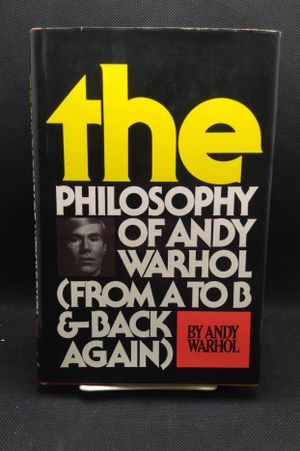 the
PHILOSOPHY
OF ANDY
WARHOL
(FROM A TO B
& BACK
AGAIN)
BY ANDY
WARHOL